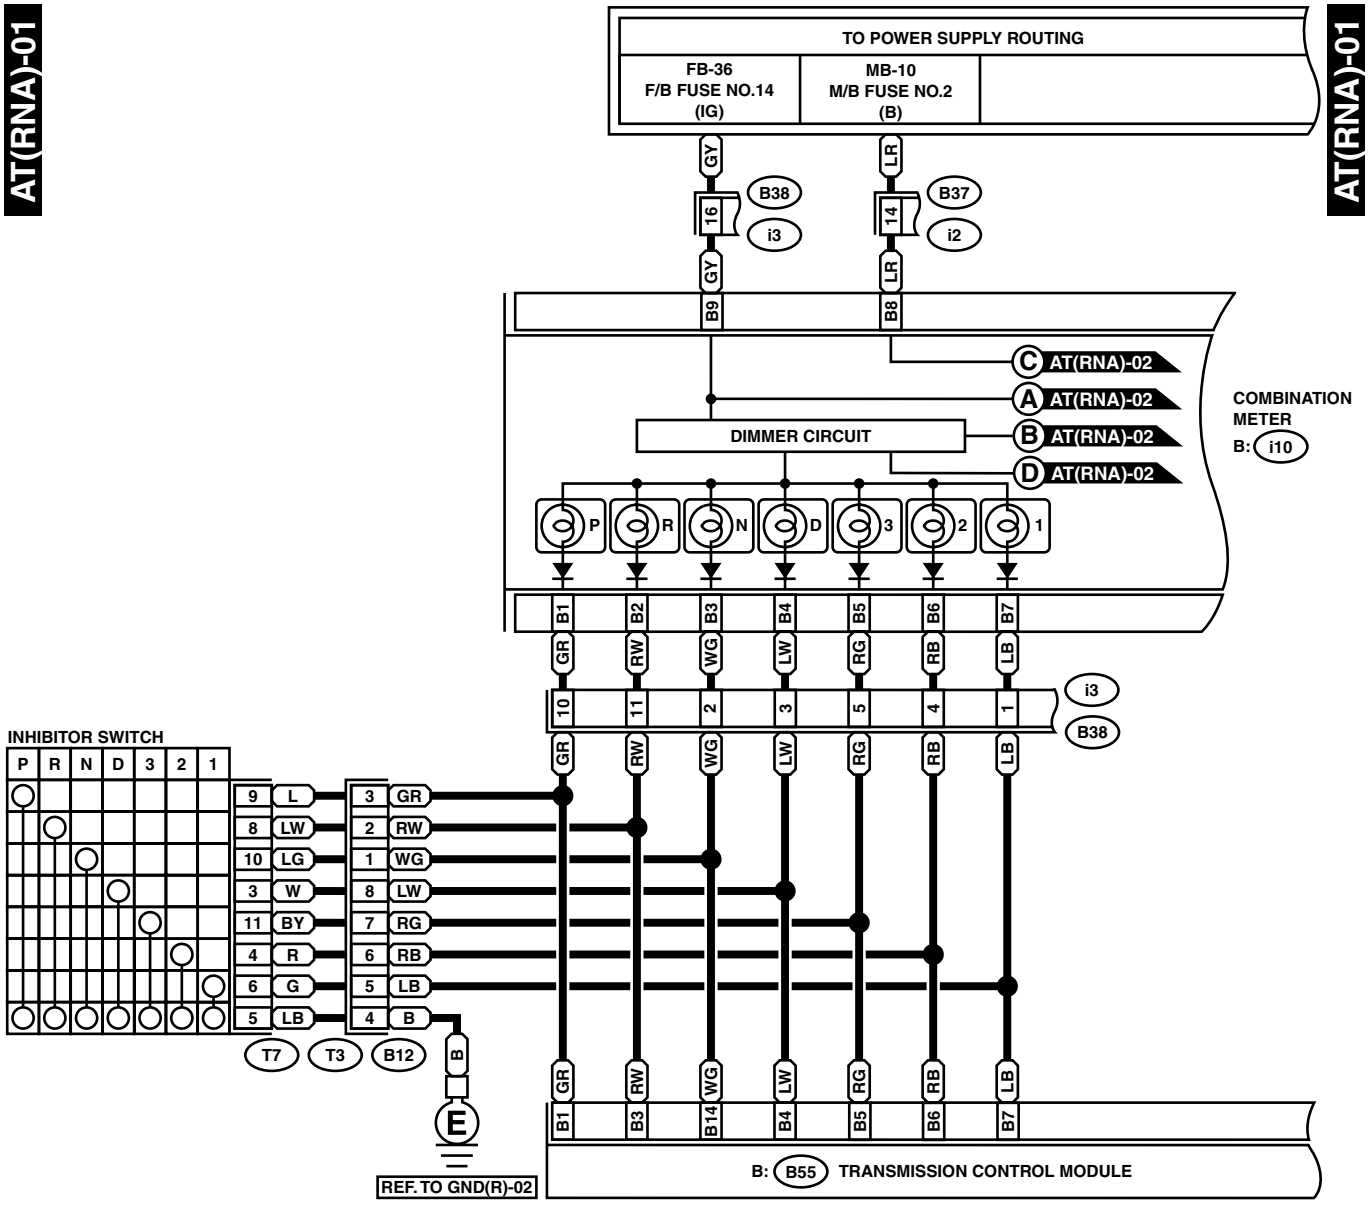 AT(RNA)-01
AT(RNA)-01
TO POWER SUPPLY ROUTING
FB-36
F/B FUSE NO.14
(IG)
MB-10
M/B FUSE NO.2
(B)
GY
LR
16
B38
i3
14
B37
i2
GY
LR
B9
B8
C AT(RNA)-02
A AT(RNA)-02
DIMMER CIRCUIT
B AT(RNA)-02
D AT(RNA)-02
COMBINATION
METER
B: i10
P R N D 3 2 1
B1 B2 B3 B4 B5 B6 B7
GR RW WG LW RG RB LB
10 11 2 3 5 4 1
i3
B38
GR RW WG LW RG RB LB
INHIBITOR SWITCH
P R N D 3 2 1
9 L 3 GR
8 LW 2 RW
10 LG 1 WG
3 W 8 LW
11 BY 7 RG
4 R 6 RB
6 G 5 LB
5 LB 4 B
T7 T3 B12
B
E
REF. TO GND(R)-02
GR RW WG LW RG RB LB
B1 B3 B14 B4 B5 B6 B7
B: B55 TRANSMISSION CONTROL MODULE